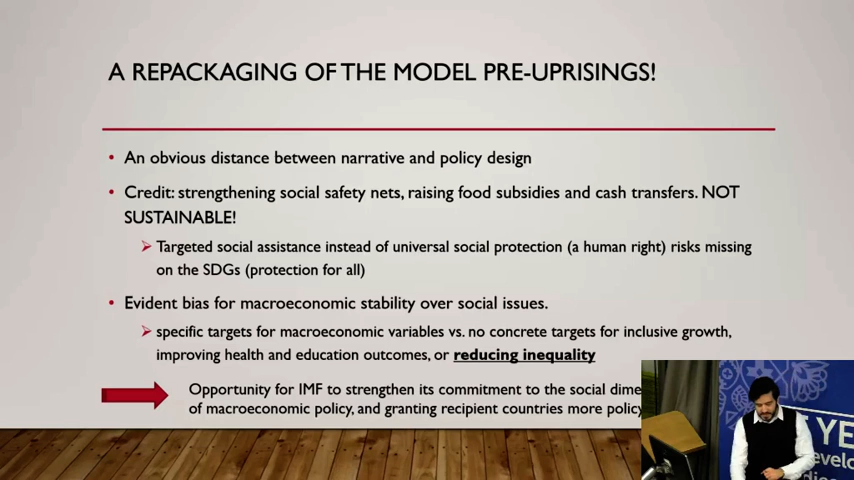 A REPACKAGING OF THE MODEL PRE-UPRISINGS!
• An obvious distance between narrative and policy design
• Credit: strengthening social safety nets, raising food subsidies and cash transfers. NOT
SUSTAINABLE!
➢ Targeted social assistance instead of universal social protection (a human right) risks missing
on the SDGs (protection for all)
• Evident bias for macroeconomic stability over social issues.
➢ specific targets for macroeconomic variables vs. no concrete targets for inclusive growth,
improving health and education outcomes, or reducing inequality
Opportunity for IMF to strengthen its commitment to the social
of macroeconomic policy, and granting recipient countries more policy
YE